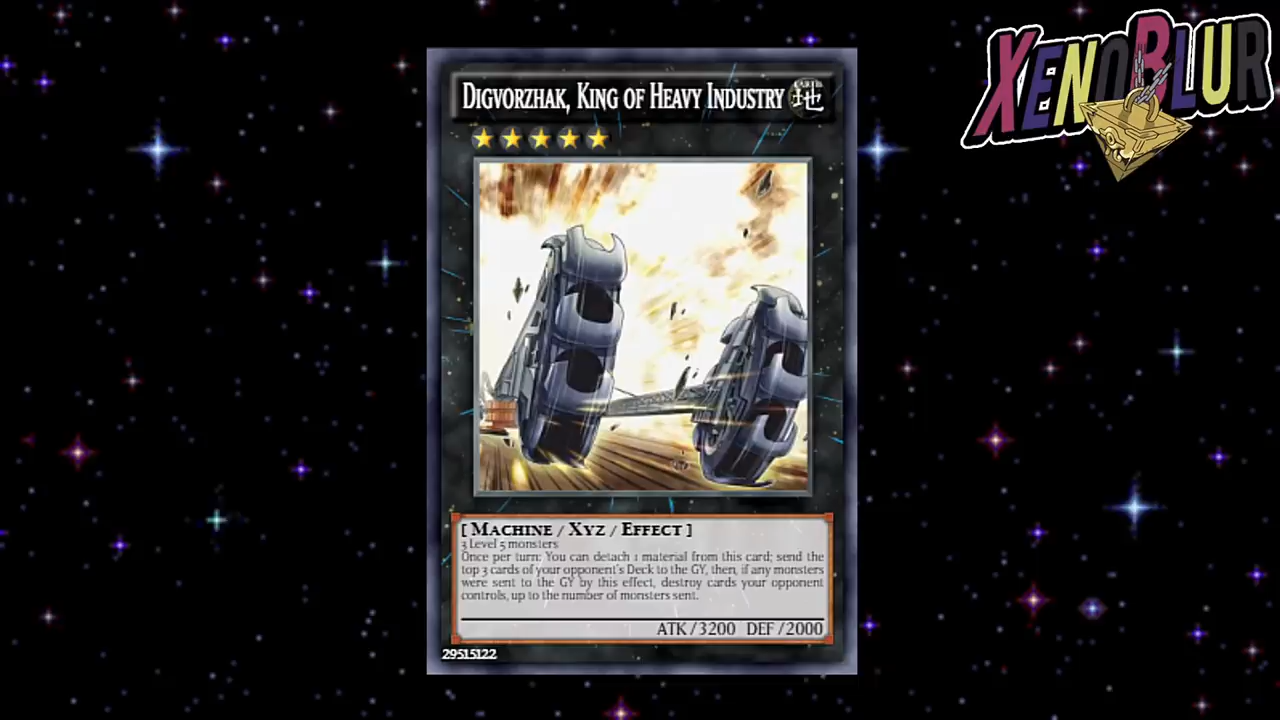 XENOBLUR
DIGVORZHAK, KING OF HEAVY INDUSTRY
EARTH
地
[ MACHINE / XYZ / EFFECT ]
3 Level 5 monsters
Once per turn: You can detach 1 material from this card; send the
top 3 cards of your opponent's Deck to the GY, then, if any monsters
were sent to the GY by this effect, destroy cards your opponent
controls, up to the number of monsters sent.
ATK/3200 DEF/2000
29515122